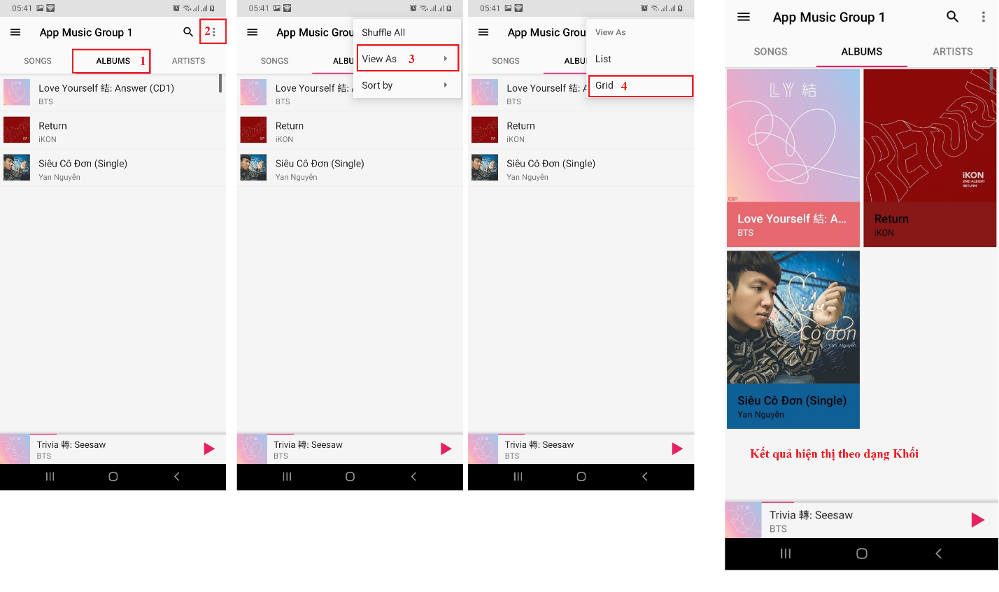 05:41
App Music Group 1
2
SONGS
ALBUMS 1
ARTISTS
Love Yourself 結: Answer (CD1)
BTS
Return
iKON
Siêu Cô Đơn (Single)
Yan Nguyễn
Trivia 轉: Seesaw
BTS
05:41
App Music Grou
Shuffle All
View As 3
Sort by
SONGS
ALBU
Love Yourself 結: A
BTS
Return
iKON
Siêu Cô Đơn (Single)
Yan Nguyễn
Trivia 轉: Seesaw
BTS
05:41
App Music Grou
View As
List
Grid 4
SONGS
ALBU
Love Yourself 結: A
BTS
Return
iKON
Siêu Cô Đơn (Single)
Yan Nguyễn
Trivia 轉: Seesaw
BTS
App Music Group 1
SONGS
ALBUMS
ARTISTS
LY 結
csn
Love Yourself 結: A...
BTS
RETURN
iKON
2ND ALBUM
RETURN
Return
iKON
Siêu
Cô đơn
Yan Nguyễn
Siêu Cô Đơn (Single)
Yan Nguyễn
Kết quả hiện thị theo dạng Khối
Trivia 轉: Seesaw
BTS